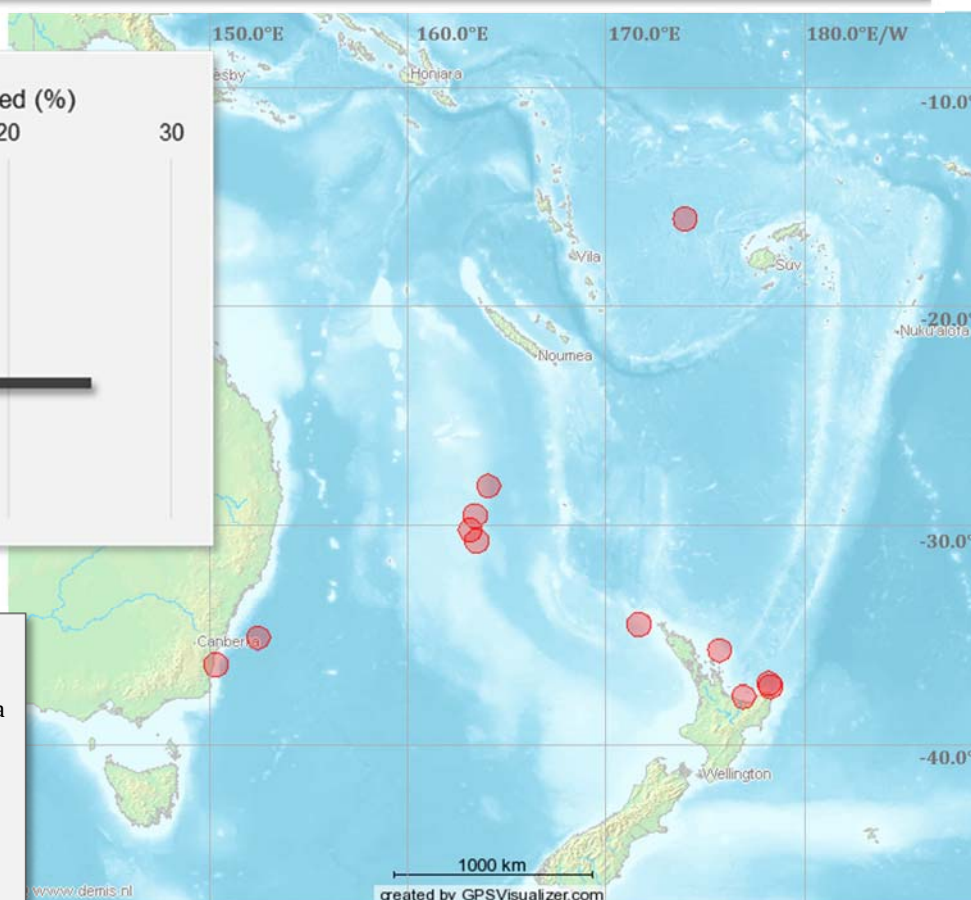 150.0°E 160.0°E 170.0°E 180.0°E/W
esby
Honiara
ed (%)
20 30
-10.0°
Vila
Suv
-20.0°
Nuku'alofa
Noumea
-30.0°
Canberra
a
-40.0°
Wellington
1000 km
www.demis.nl
created by GPSVisualizer.com